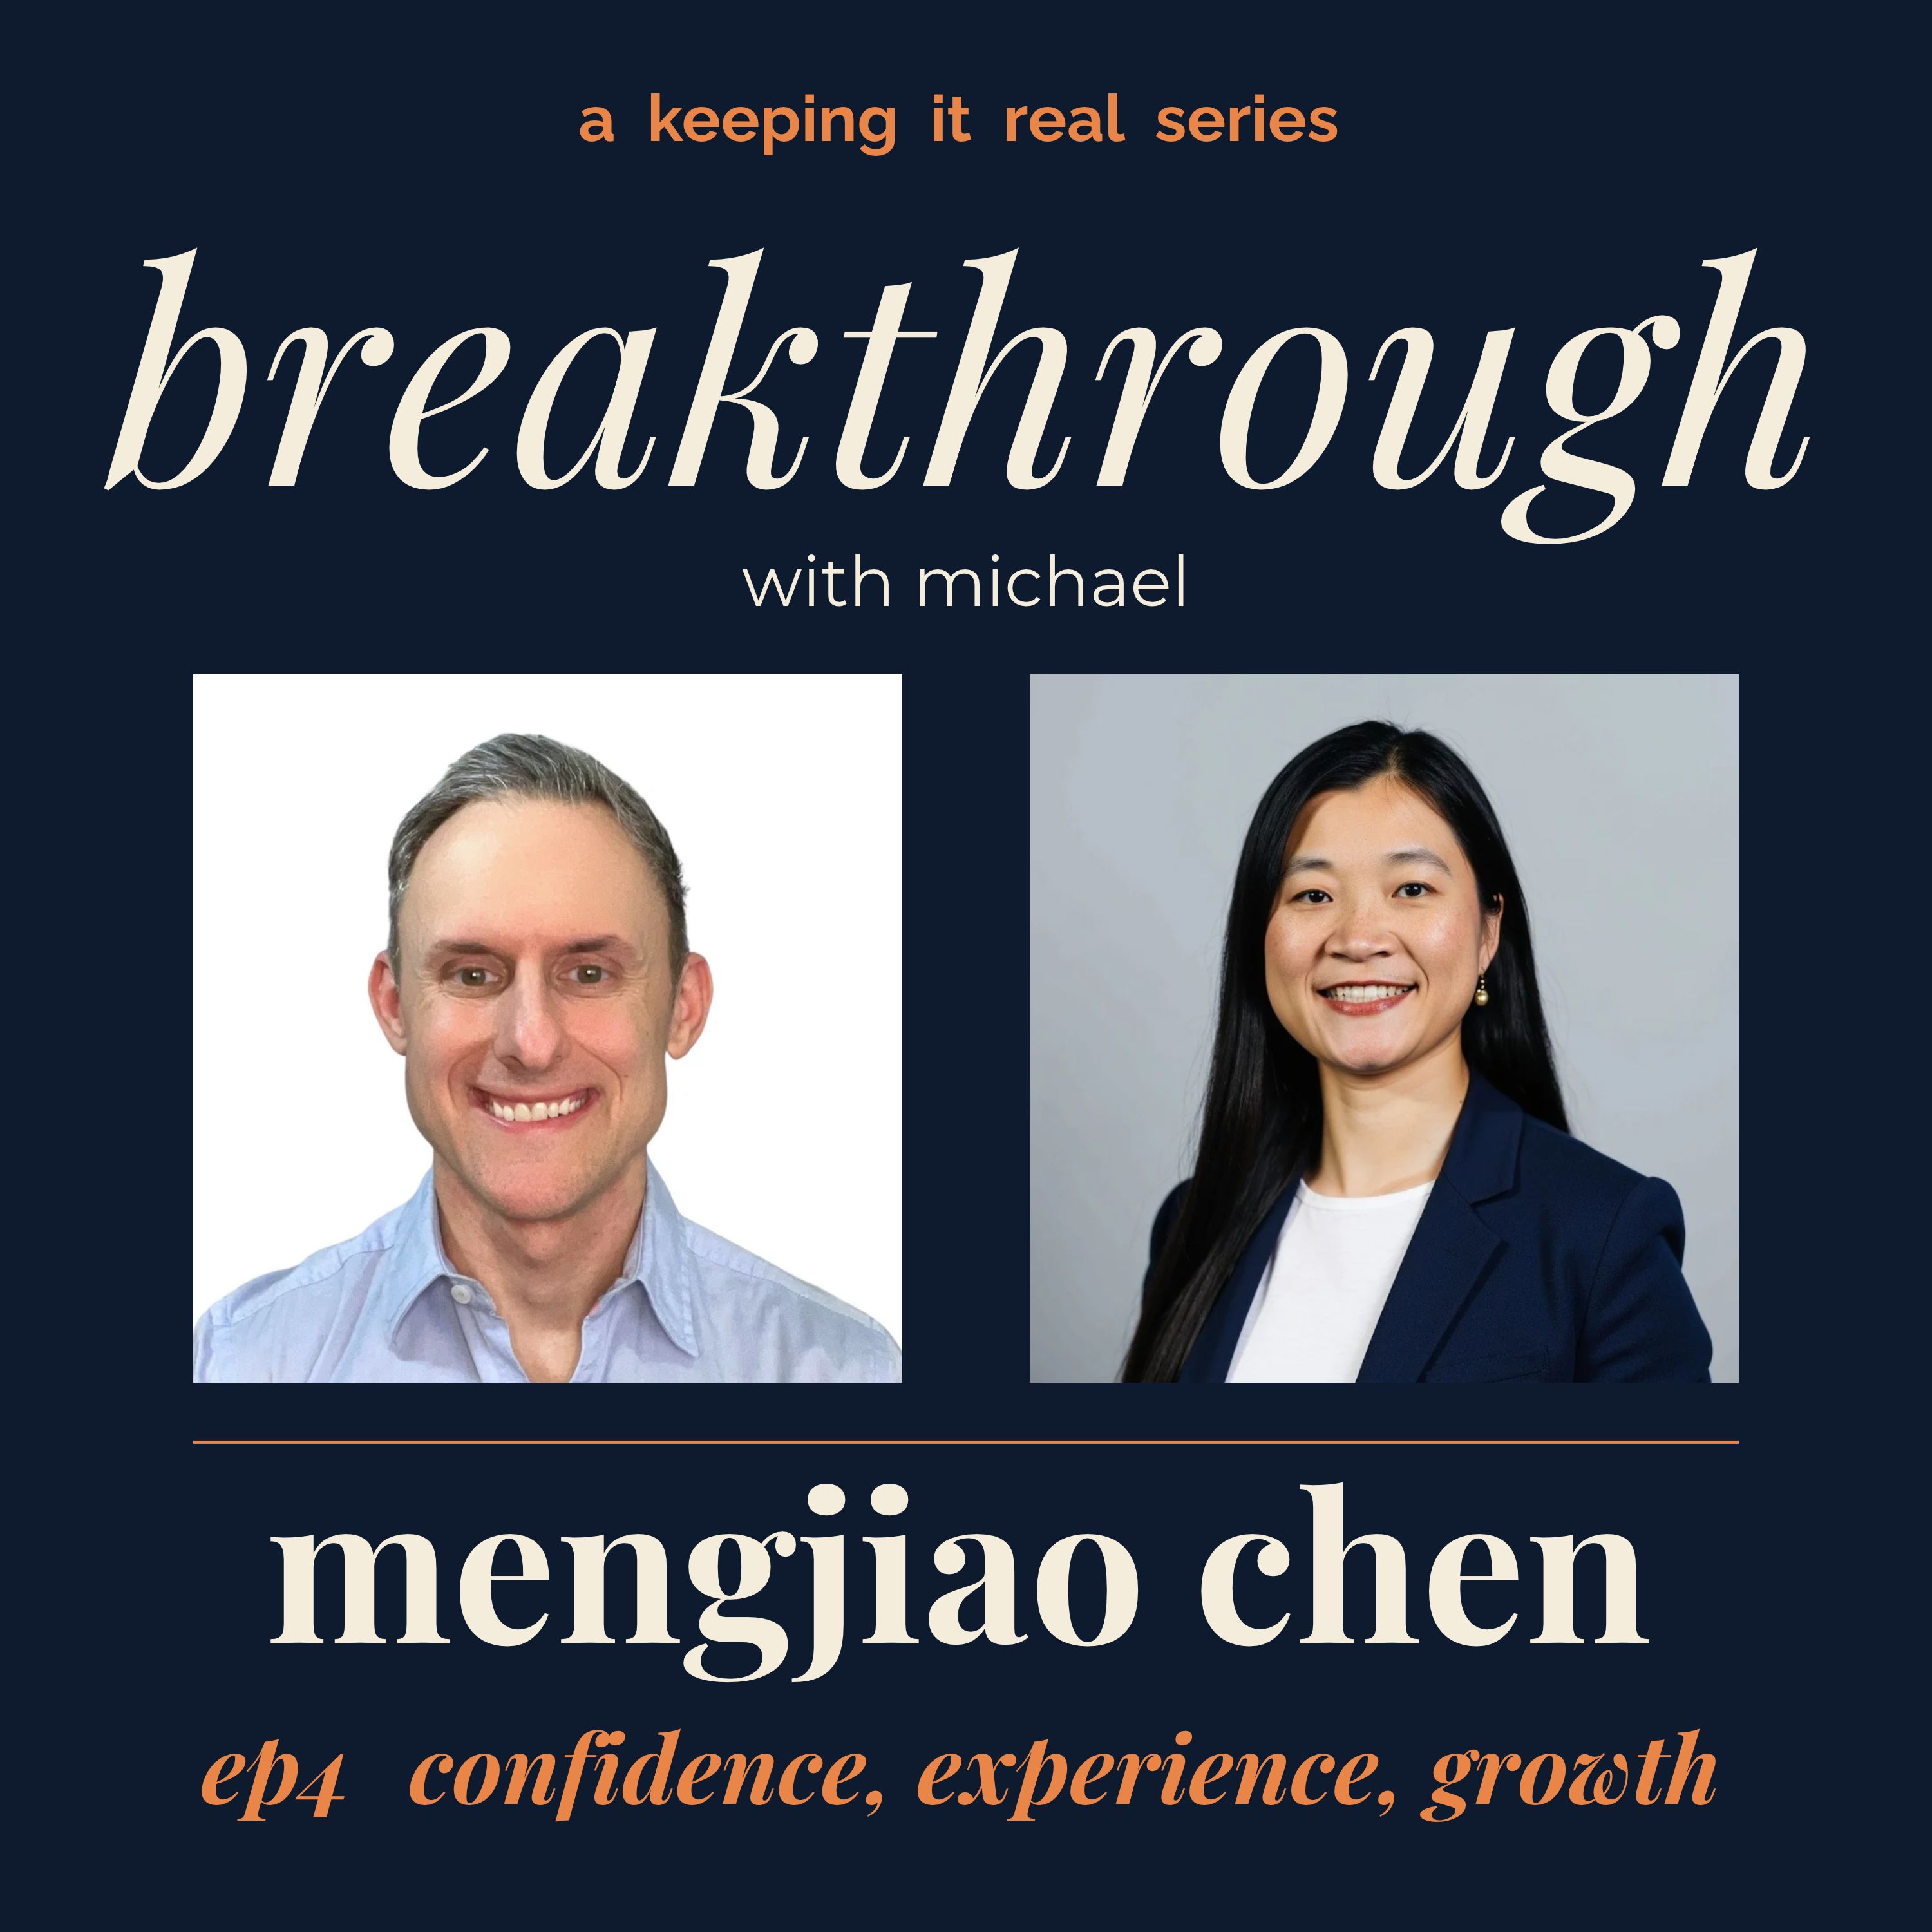 a keeping it real series
breakthrough
with michael
mengjiao chen
ep4 confidence, experience, growth